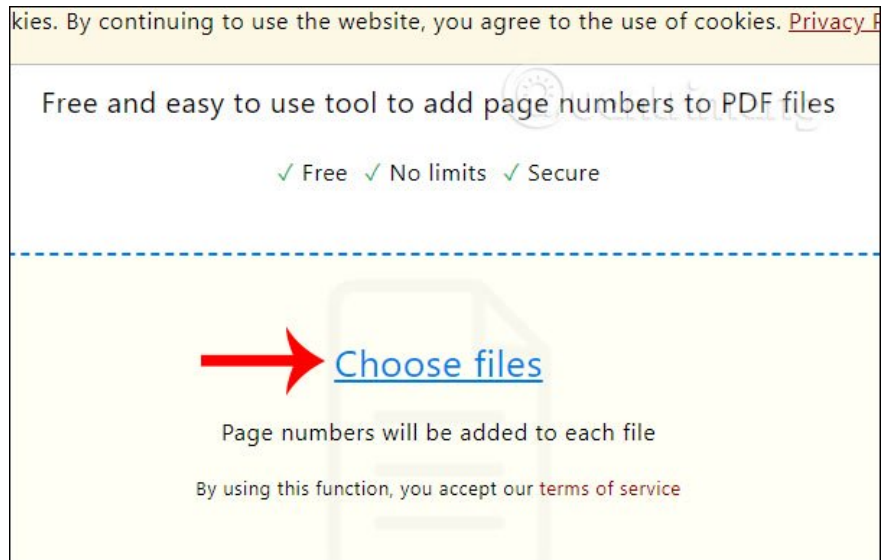 kies. By continuing to use the website, you agree to the use of cookies. Privacy
Free and easy to use tool to add page numbers to PDF files
✓ Free ✓ No limits ✓ Secure
Choose files
Page numbers will be added to each file
By using this function, you accept our terms of service